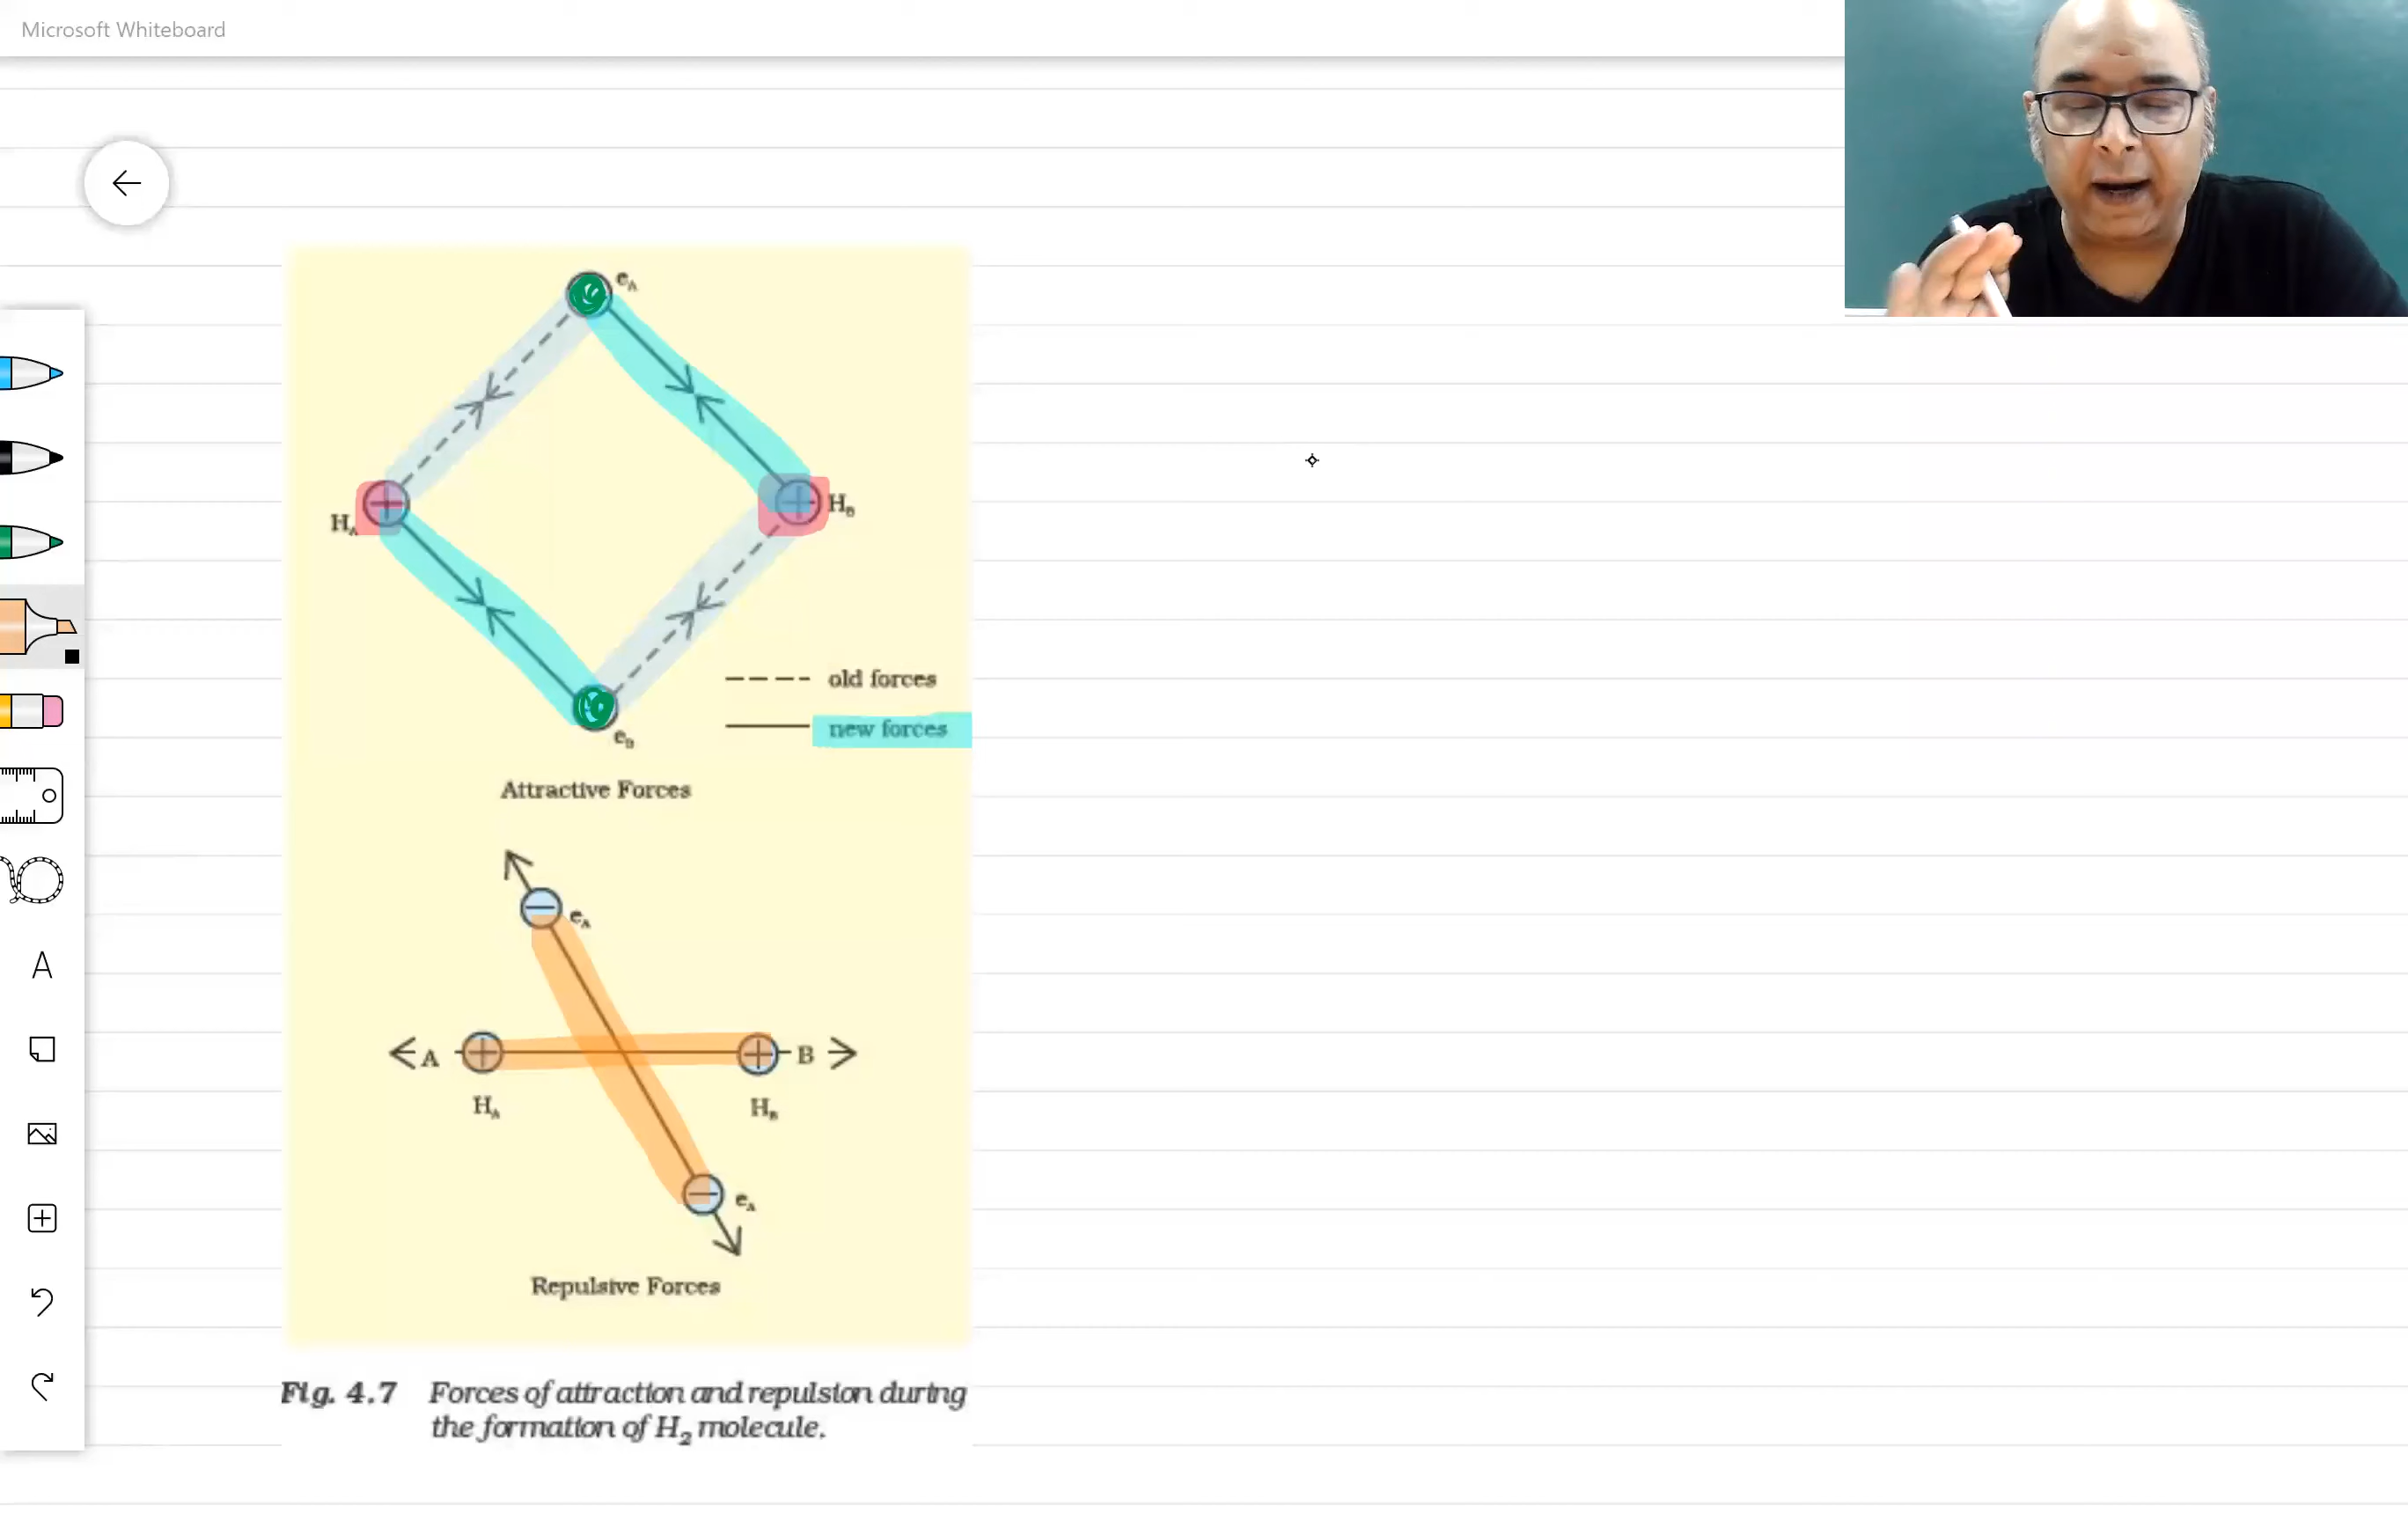 Microsoft Whiteboard
eA
HA
HB
old forces
new forces
eB
Attractive Forces
eA
A
B
HA
HB
eA
Repulsive Forces
Fig. 4.7 Forces of attraction and repulsion during
the formation of H2 molecule.